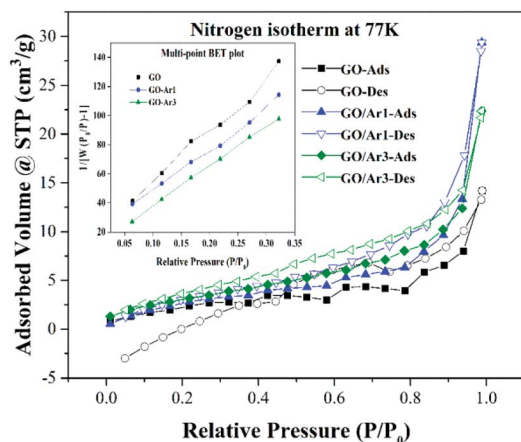 Nitrogen isotherm at 77K
Multi-point BET plot
GO
GO-Ar1
GO-Ar3
1/[W (P₀/P)-1]
140
120
100
80
60
40
20
0.05 0.10 0.15 0.20 0.25 0.30 0.35
Relative Pressure (P/P₀)
GO-Ads
GO-Des
GO/Ar1-Ads
GO/Ar1-Des
GO/Ar3-Ads
GO/Ar3-Des
Adsorbed Volume @ STP (cm³/g)
30
25
20
15
10
5
0
-5
0.0 0.2 0.4 0.6 0.8 1.0
Relative Pressure (P/P₀)